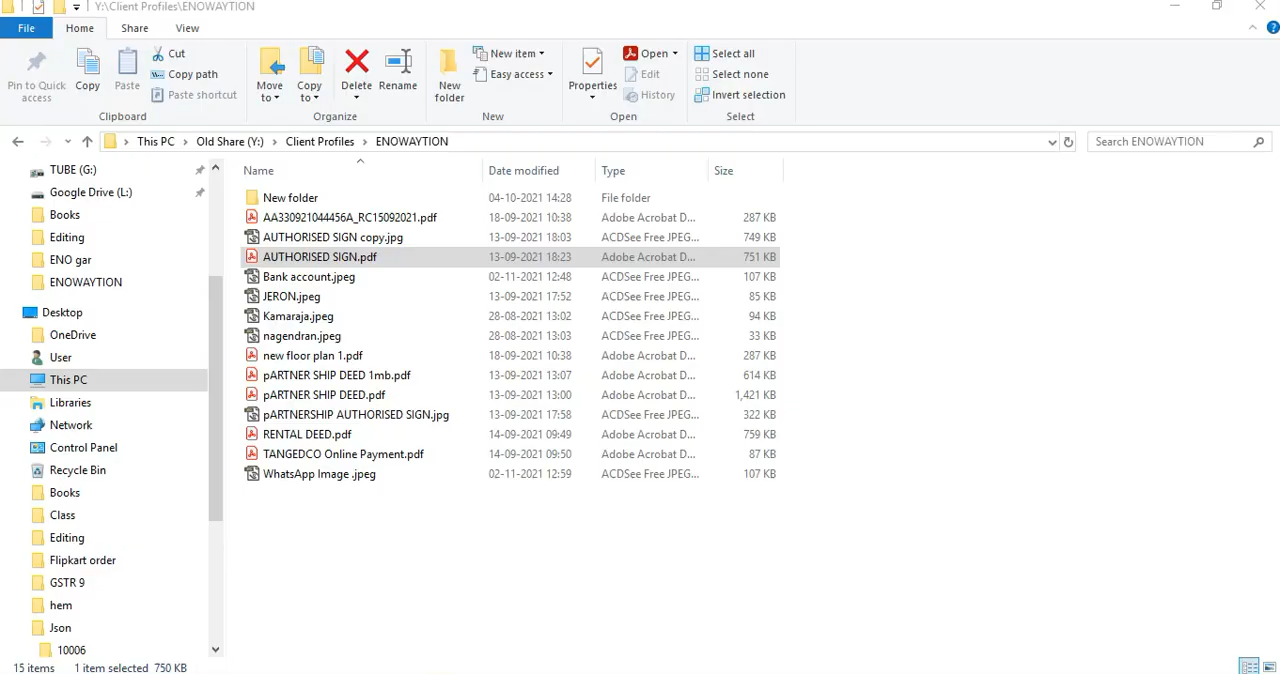 Y:\Client Profiles\ENOWAYTION
File Home Share View
Pin to Quick access
Copy
Paste
Cut
Copy path
Paste shortcut
Clipboard
Move to
Copy to
Delete
Rename
Organize
New folder
New item
Easy access
New
Properties
Open
Edit
History
Open
Select all
Select none
Invert selection
Select
This PC > Old Share (Y:) > Client Profiles > ENOWAYTION
Search ENOWAYTION
TUBE (G:)
Google Drive (L:)
Books
Editing
ENO gar
ENOWAYTION
Desktop
OneDrive
User
This PC
Libraries
Network
Control Panel
Recycle Bin
Books
Class
Editing
Flipkart order
GSTR 9
hem
Json
10006
Name Date modified Type Size
New folder 04-10-2021 14:28 File folder
AA330921044456A_RC15092021.pdf 18-09-2021 10:38 Adobe Acrobat D... 287 KB
AUTHORISED SIGN copy.jpg 13-09-2021 18:03 ACDSee Free JPEG... 749 KB
AUTHORISED SIGN.pdf 13-09-2021 18:23 Adobe Acrobat D... 751 KB
Bank account.jpeg 02-11-2021 12:48 ACDSee Free JPEG... 107 KB
JERON.jpeg 13-09-2021 17:52 ACDSee Free JPEG... 85 KB
Kamaraja.jpeg 28-08-2021 13:02 ACDSee Free JPEG... 94 KB
nagendran.jpeg 28-08-2021 13:03 ACDSee Free JPEG... 33 KB
new floor plan 1.pdf 18-09-2021 10:38 Adobe Acrobat D... 287 KB
pARTNER SHIP DEED 1mb.pdf 13-09-2021 13:07 Adobe Acrobat D... 614 KB
pARTNER SHIP DEED.pdf 13-09-2021 13:00 Adobe Acrobat D... 1,421 KB
pARTNERSHIP AUTHORISED SIGN.jpg 13-09-2021 17:58 ACDSee Free JPEG... 322 KB
RENTAL DEED.pdf 14-09-2021 09:49 Adobe Acrobat D... 759 KB
TANGEDCO Online Payment.pdf 14-09-2021 09:50 Adobe Acrobat D... 87 KB
WhatsApp Image .jpeg 02-11-2021 12:59 ACDSee Free JPEG... 107 KB
15 items 1 item selected 750 KB